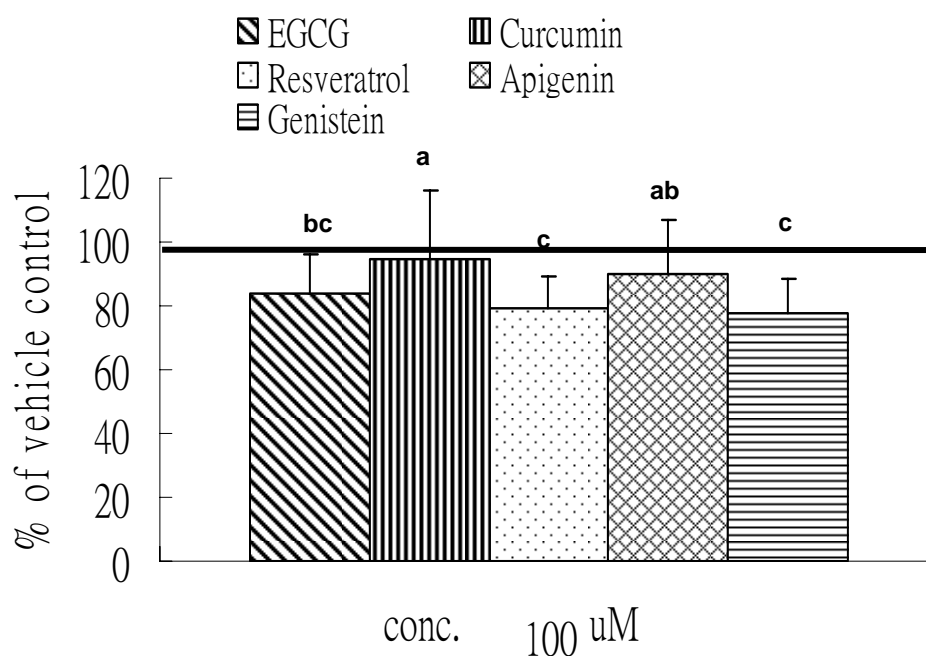 EGCG Curcumin
Resveratrol Apigenin
Genistein
% of vehicle control
120
100
80
60
40
20
0
bc
a
c
ab
c
conc. 100 uM